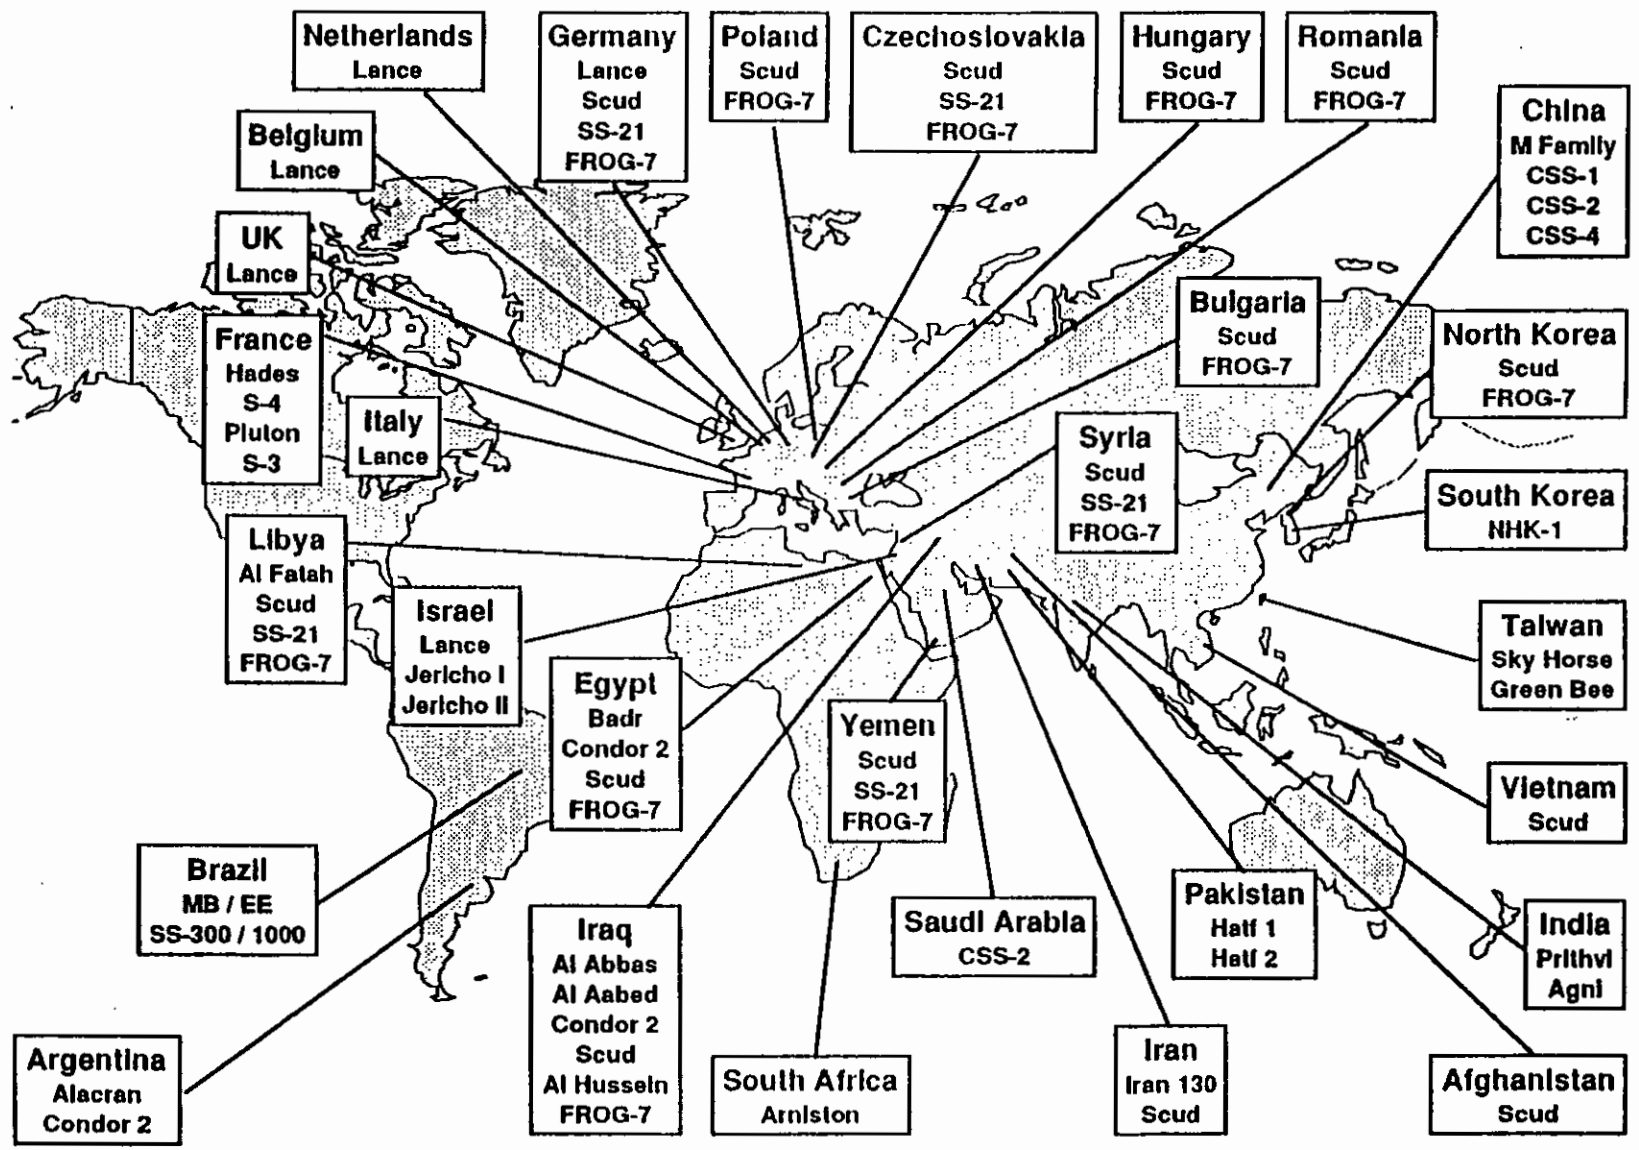 Netherlands
Lance
Germany
Lance
Scud
SS-21
FROG-7
Poland
Scud
FROG-7
Czechoslovakia
Scud
SS-21
FROG-7
Hungary
Scud
FROG-7
Romania
Scud
FROG-7
China
M Family
CSS-1
CSS-2
CSS-4
Belgium
Lance
UK
Lance
France
Hades
S-4
Pluton
S-3
Italy
Lance
Bulgaria
Scud
FROG-7
North Korea
Scud
FROG-7
Syria
Scud
SS-21
FROG-7
South Korea
NHK-1
Libya
Al Fatah
Scud
SS-21
FROG-7
Israel
Lance
Jericho I
Jericho II
Egypt
Badr
Condor 2
Scud
FROG-7
Yemen
Scud
SS-21
FROG-7
Taiwan
Sky Horse
Green Bee
Vietnam
Scud
Brazil
MB / EE
SS-300 / 1000
Iraq
Al Abbas
Al Aabed
Condor 2
Scud
Al Hussein
FROG-7
Saudi Arabia
CSS-2
Pakistan
Hatf 1
Hatf 2
India
Prithvi
Agni
Argentina
Alacran
Condor 2
South Africa
Arniston
Iran
Iran 130
Scud
Afghanistan
Scud